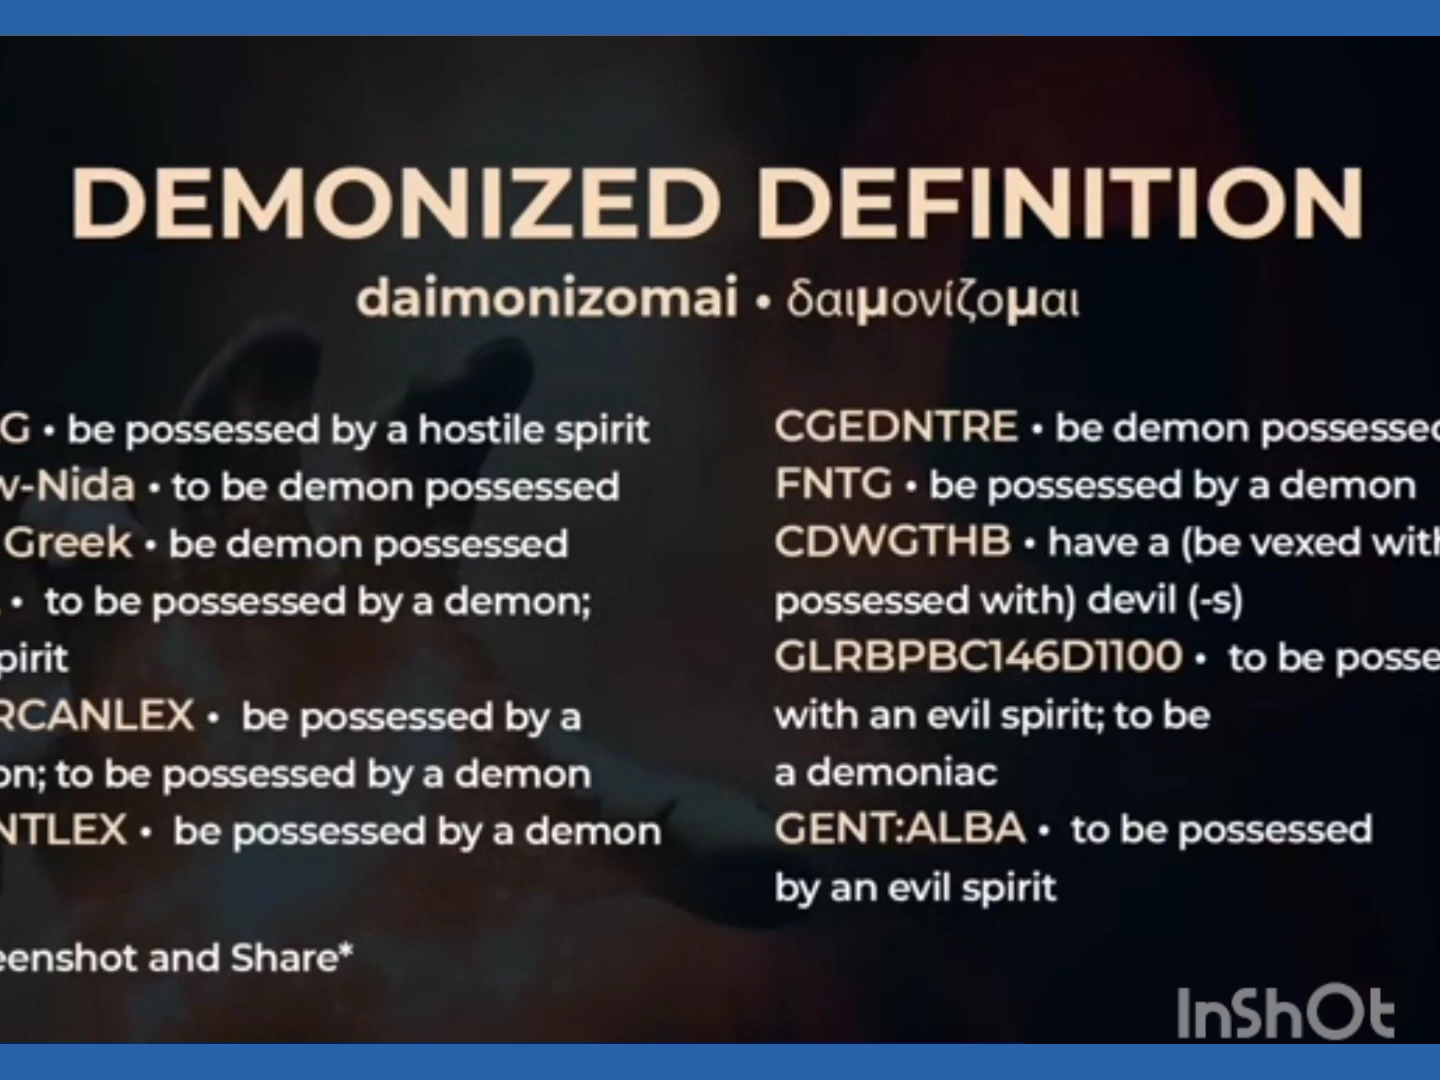 DEMONIZED DEFINITION
daimonizomai • δαιμονίζομαι
G • be possessed by a hostile spirit
w-Nida • to be demon possessed
Greek • be demon possessed
• to be possessed by a demon;
pirit
RCANLEX • be possessed by a
on; to be possessed by a demon
NTLEX • be possessed by a demon
eenshot and Share*
CGEDNTRE • be demon possessed
FNTG • be possessed by a demon
CDWGTHB • have a (be vexed with
possessed with) devil (-s)
GLRBPBC146D1100 • to be posse
with an evil spirit; to be
a demoniac
GENT:ALBA • to be possessed
by an evil spirit
InShOt